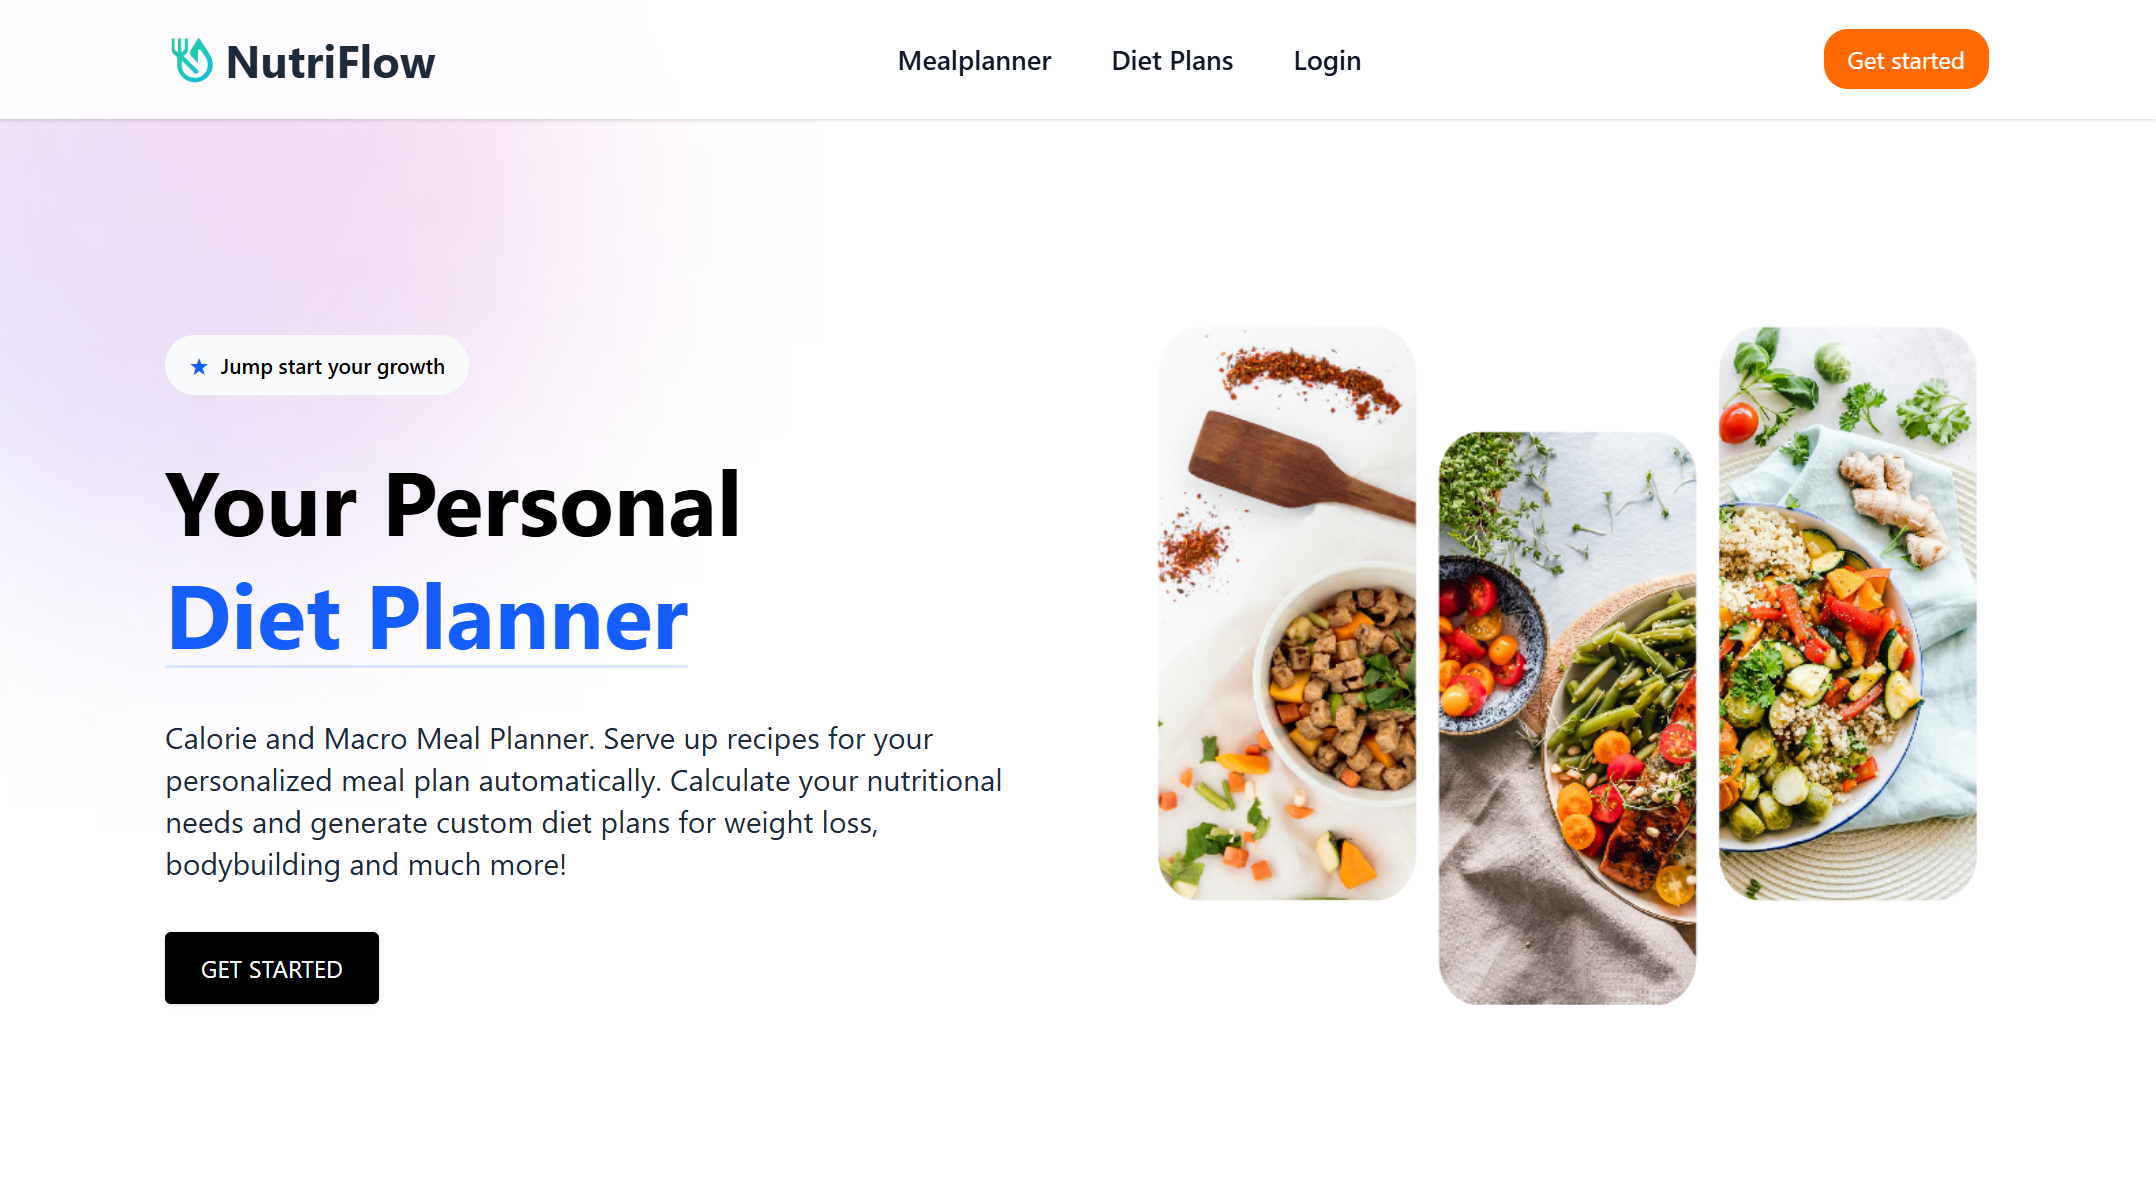 NutriFlow
Mealplanner
Diet Plans
Login
Get started
Jump start your growth
Your Personal
Diet Planner
Calorie and Macro Meal Planner. Serve up recipes for your
personalized meal plan automatically. Calculate your nutritional
needs and generate custom diet plans for weight loss,
bodybuilding and much more!
GET STARTED